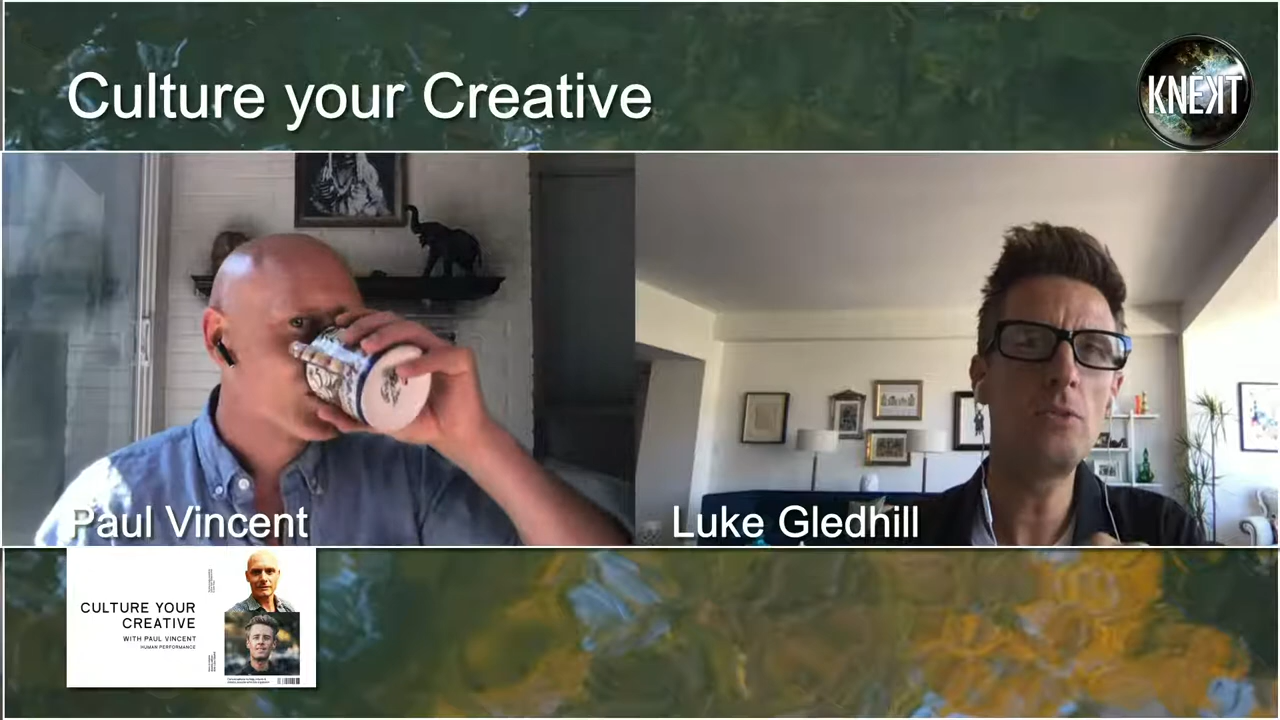 Culture your Creative
KNEKT
Paul Vincent
Luke Gledhill
CULTURE YOUR
CREATIVE
WITH PAUL VINCENT
HUMAN PERFORMANCE